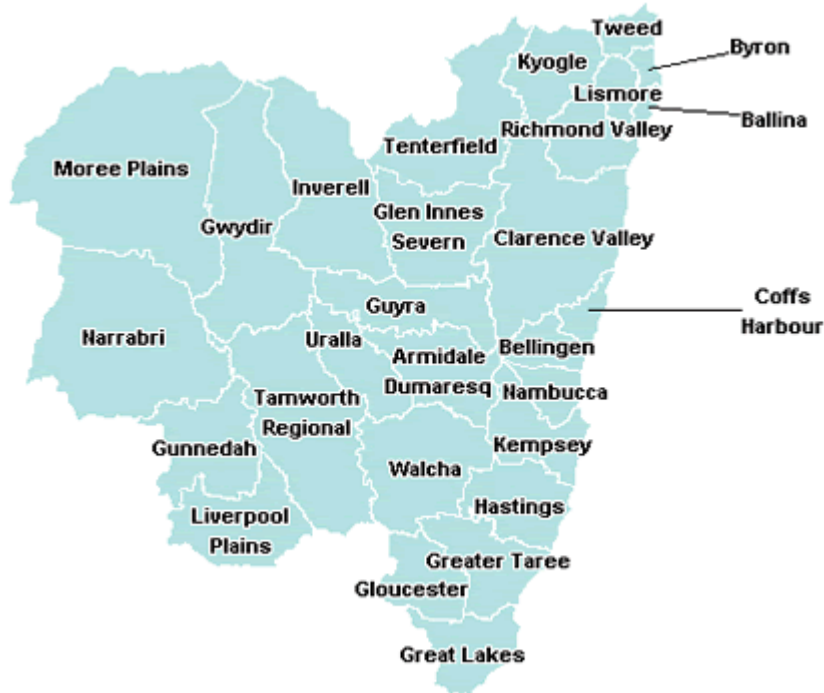 Tweed
Byron
Kyogle
Lismore
Ballina
Richmond Valley
Tenterfield
Moree Plains
Inverell
Glen Innes
Severn
Gwydir
Clarence Valley
Coffs
Harbour
Guyra
Narrabri
Uralla
Armidale
Dumaresq
Bellingen
Nambucca
Tamworth
Regional
Gunnedah
Kempsey
Walcha
Hastings
Liverpool
Plains
Greater Taree
Gloucester
Great Lakes